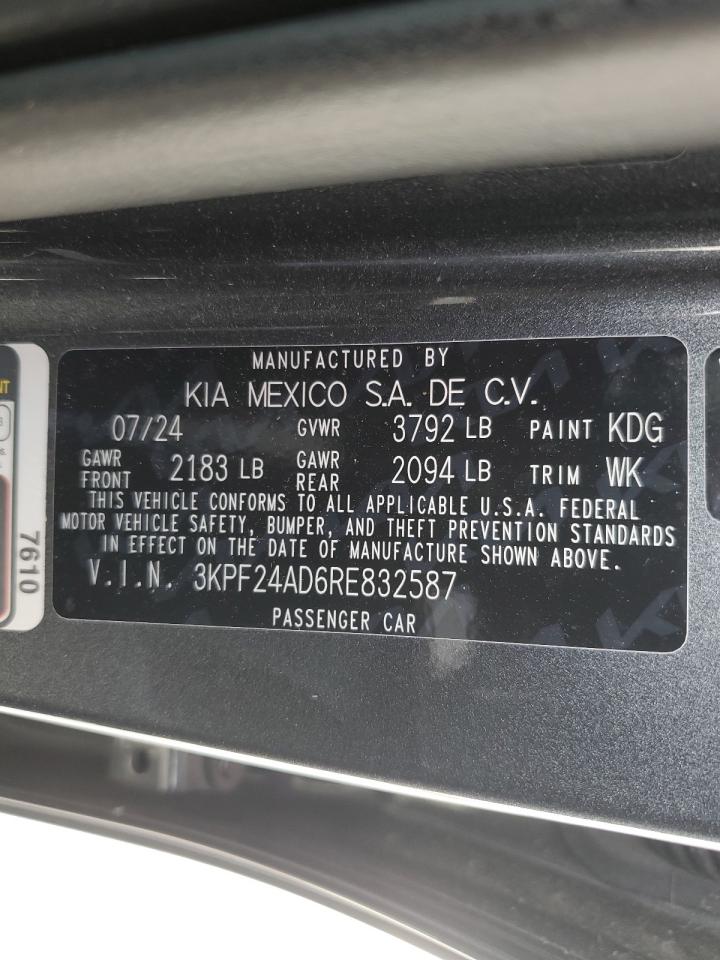 MANUFACTURED BY
KIA MEXICO S.A. DE C.V.
07/24 GVWR 3792 LB PAINT KDG
GAWR FRONT 2183 LB GAWR REAR 2094 LB TRIM WK
THIS VEHICLE CONFORMS TO ALL APPLICABLE U.S.A. FEDERAL
MOTOR VEHICLE SAFETY, BUMPER, AND THEFT PREVENTION STANDARDS
IN EFFECT ON THE DATE OF MANUFACTURE SHOWN ABOVE.
V.I.N. 3KPF24AD6RE832587
PASSENGER CAR
7610